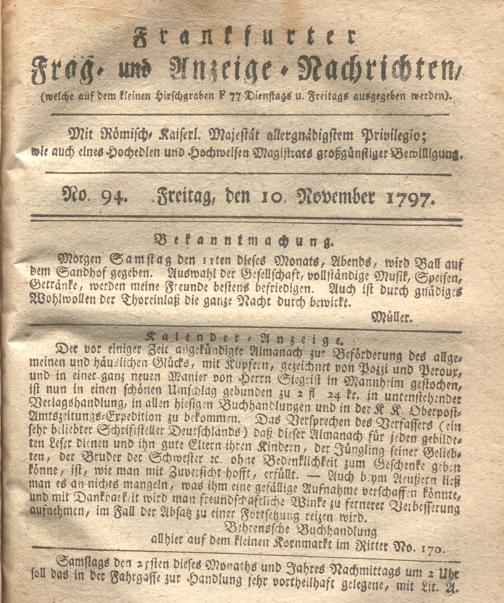 Frankfurter
Frag- und Anzeige-Nachrichten,
(welche auf dem kleinen Hirschgraben F 77 Dienstags u. Freitags ausgegeben werden).
Mit Römisch. Kaiserl. Majestät allergnädigstem Privilegio;
wie auch eines Hochedlen und Hochweisen Magistrats großgünstiger Bewilligung.
No. 94. Freitag, den 10. November 1797.
Bekanntmachung.
Morgen Samstag den 11ten dieses Monats, Abends, wird Ball auf
dem Sandhof gegeben. Auswahl der Gesellschaft, vollständige Musik, Speisen,
Getränke, werden meine Freunde bestens befriedigen. Auch ist durch gnädiges
Wohlwollen der Thoreinlaß die ganze Nacht durch bewirkt.
Müller.
Kalender-Anzeige.
Der vor einiger Zeit angekündigte Almanach zur Beförderung des allge-
meinen und häuslichen Glücks, mit Kupfern, gezeichnet von Pozzi und Peroux,
und in einer ganz neuen Manier von Herrn Siegrist in Mannheim gestochen,
ist nun in einen schönen Umschlag gebunden zu 2 fl 24 kr. in untenstehender
Verlagshandlung, in allen hiesigen Buchhandlungen und in der K. K. Oberpost-
Amtszeitungs-Expedition zu bekommen. Das Versprechen des Verfassers (ein
sehr beliebter Schriftsteller Deutschlands) daß dieser Almanach für jeden gebilde-
ten Leser dienen und ihn gute Eltern ihren Kindern, der Jüngling seiner Gelieb-
ten, der Bruder der Schwester ec. ohne Bedenklichkeit zum Geschenke geben
könne, ist, wie man mit Zuversicht hofft, erfüllt. — Auch beym Aeußern ließ
man es an nichts mangeln, was ihm eine gefällige Aufnahme verschaffen könnte,
und mit Dankbarkeit wird man freundschaftliche Winke zu fernerer Verbesserung
aufnehmen, im Fall der Absatz zu einer Fortsetzung reizen wird.
Behrensche Buchhandlung
allhier auf dem kleinen Kornmarkt im Ritter No. 170.
Samstags den 25sten dieses Monaths und Jahres Nachmittags um 2 Uhr
soll das in der Fahrgasse zur Handlung sehr vortheilhaft gelegene, mit Lit. A.